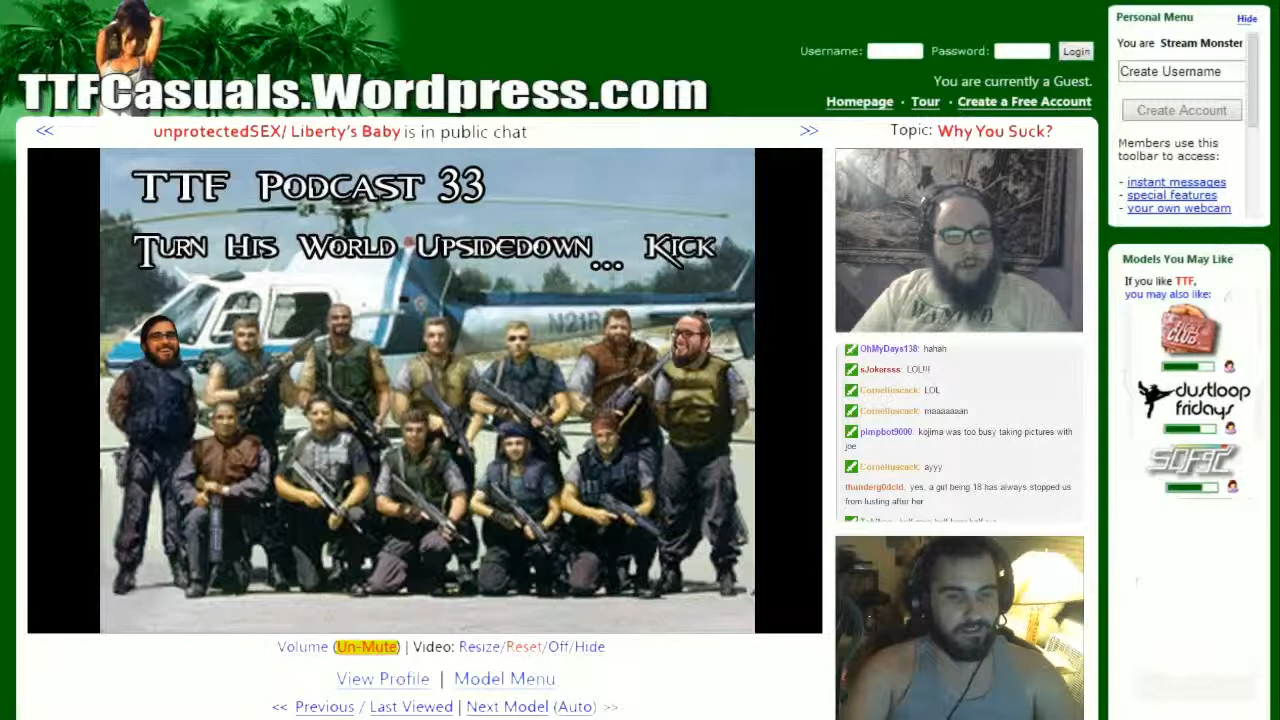 Username: Password: Login
You are currently a Guest.
Homepage · Tour · Create a Free Account
TTFCasuals.Wordpress.com
<< unprotectedSEX/ Liberty's Baby is in public chat >>
Topic: Why You Suck?
TTF Podcast 33
Turn His World Upsidedown... Kick
N21R
WANTED
OhMyDays138: hahah
sJokersss: LOL!!!
Corneliuscack: LOL
Corneliuscack: maaaaaaan
pimpbot9000: kojima was too busy taking pictures with
joe
Corneliuscack: ayyy
thunderg0dcid: yes, a girl being 18 has always stopped us
from lusting after her
Volume (Un-Mute) | Video: Resize/Reset/Off/Hide
View Profile | Model Menu
<< Previous / Last Viewed | Next Model (Auto) >>
Personal Menu Hide
You are Stream Monster
Create Username
Create Account
Members use this
toolbar to access:
- instant messages
- special features
- your own webcam
Models You May Like
If you like TTF,
you may also like:
CLUB
dustloop
fridays